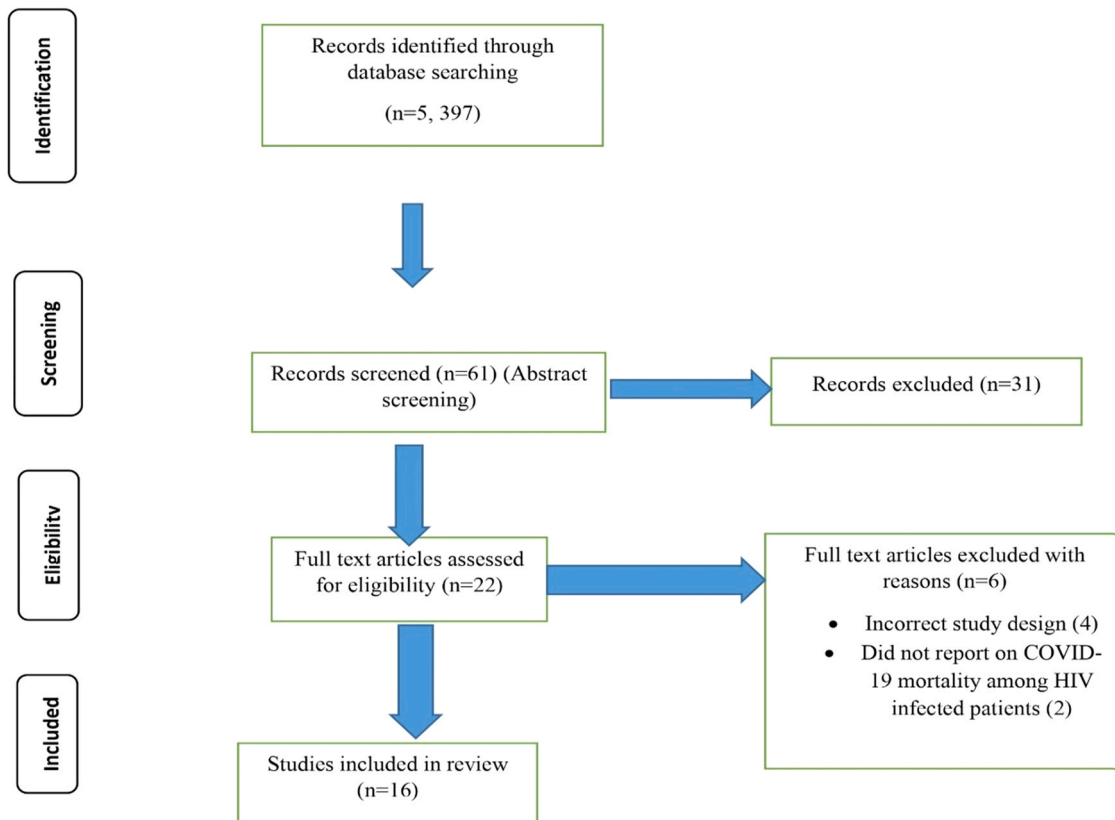 Identification
Records identified through
database searching
(n=5, 397)
Screening
Records screened (n=61) (Abstract
screening)
Records excluded (n=31)
Eligibility
Full text articles assessed
for eligibility (n=22)
Full text articles excluded with
reasons (n=6)
• Incorrect study design (4)
• Did not report on COVID-
19 mortality among HIV
infected patients (2)
Included
Studies included in review
(n=16)